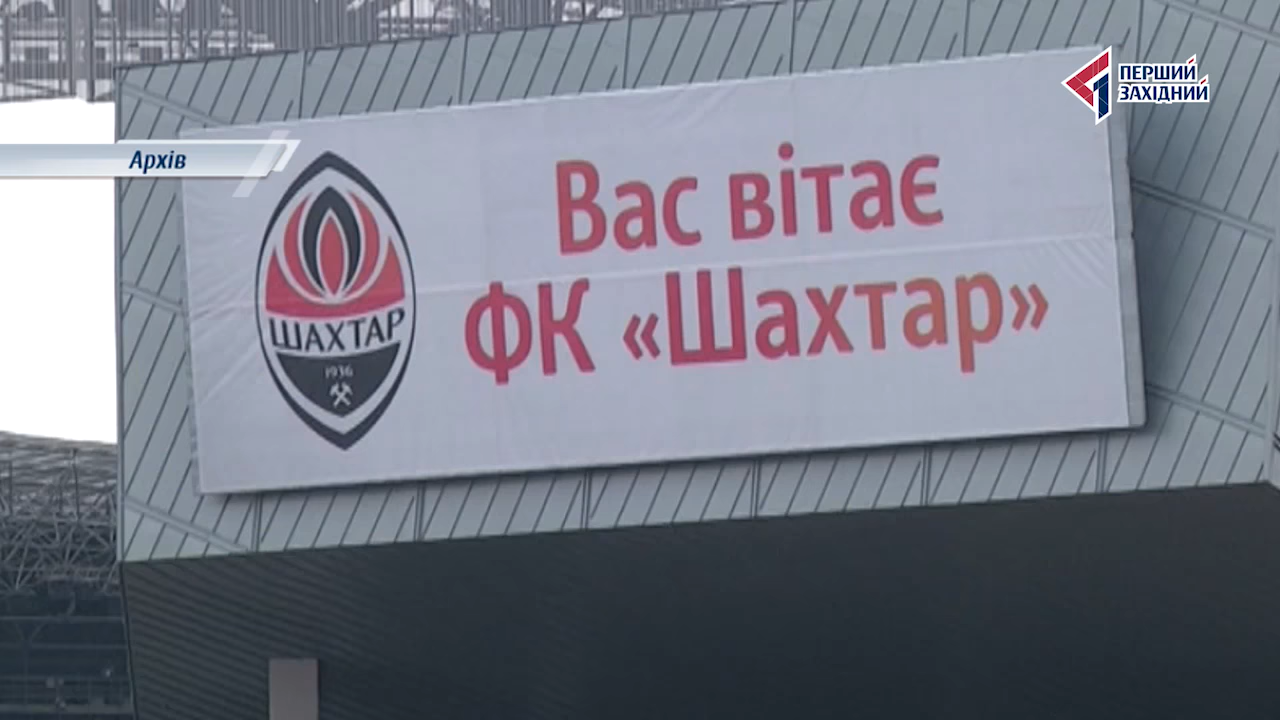 ПЕРШИЙ
ЗАХІДНИЙ
Архів
Вас вітає
ФК «Шахтар»
ШАХТАР
1936